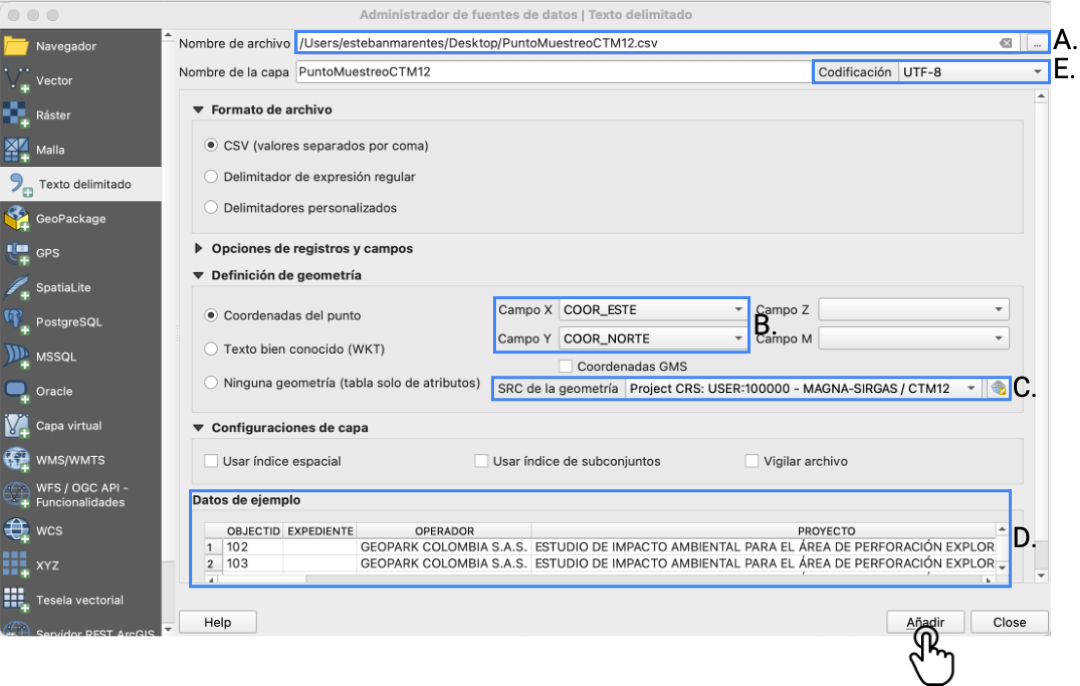 Administrador de fuentes de datos | Texto delimitado
Navegador
Vector
Ráster
Malla
Texto delimitado
GeoPackage
GPS
SpatiaLite
PostgreSQL
MSSQL
Oracle
Capa virtual
WMS/WMTS
WFS / OGC API -
Funcionalidades
WCS
XYZ
Tesela vectorial
Servidor REST ArcGIS
Nombre de archivo /Users/estebanmarentes/Desktop/PuntoMuestreoCTM12.csv ... A.
Nombre de la capa PuntoMuestreoCTM12 Codificación UTF-8 E.
Formato de archivo
CSV (valores separados por coma)
Delimitador de expresión regular
Delimitadores personalizados
Opciones de registros y campos
Definición de geometría
Coordenadas del punto Campo X COOR_ESTE Campo Z
B.
Texto bien conocido (WKT) Campo Y COOR_NORTE Campo M
Coordenadas GMS
Ninguna geometría (tabla solo de atributos) SRC de la geometría Project CRS: USER:100000 - MAGNA-SIRGAS / CTM12 C.
Configuraciones de capa
Usar índice espacial Usar índice de subconjuntos Vigilar archivo
Datos de ejemplo
OBJECTID EXPEDIENTE OPERADOR PROYECTO
D.
1 102 GEOPARK COLOMBIA S.A.S. ESTUDIO DE IMPACTO AMBIENTAL PARA EL ÁREA DE PERFORACIÓN EXPLOR
2 103 GEOPARK COLOMBIA S.A.S. ESTUDIO DE IMPACTO AMBIENTAL PARA EL ÁREA DE PERFORACIÓN EXPLOR
Help Añadir Close